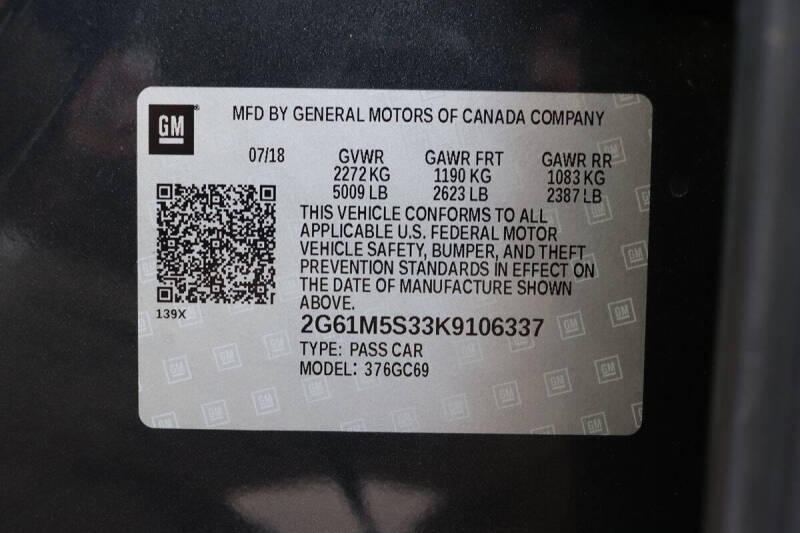 GM
MFD BY GENERAL MOTORS OF CANADA COMPANY
07/18 GVWR GAWR FRT GAWR RR
2272 KG 1190 KG 1083 KG
5009 LB 2623 LB 2387 LB
THIS VEHICLE CONFORMS TO ALL
APPLICABLE U.S. FEDERAL MOTOR
VEHICLE SAFETY, BUMPER, AND THEFT
PREVENTION STANDARDS IN EFFECT ON
THE DATE OF MANUFACTURE SHOWN
ABOVE.
139X
2G61M5S33K9106337
TYPE: PASS CAR
MODEL: 376GC69